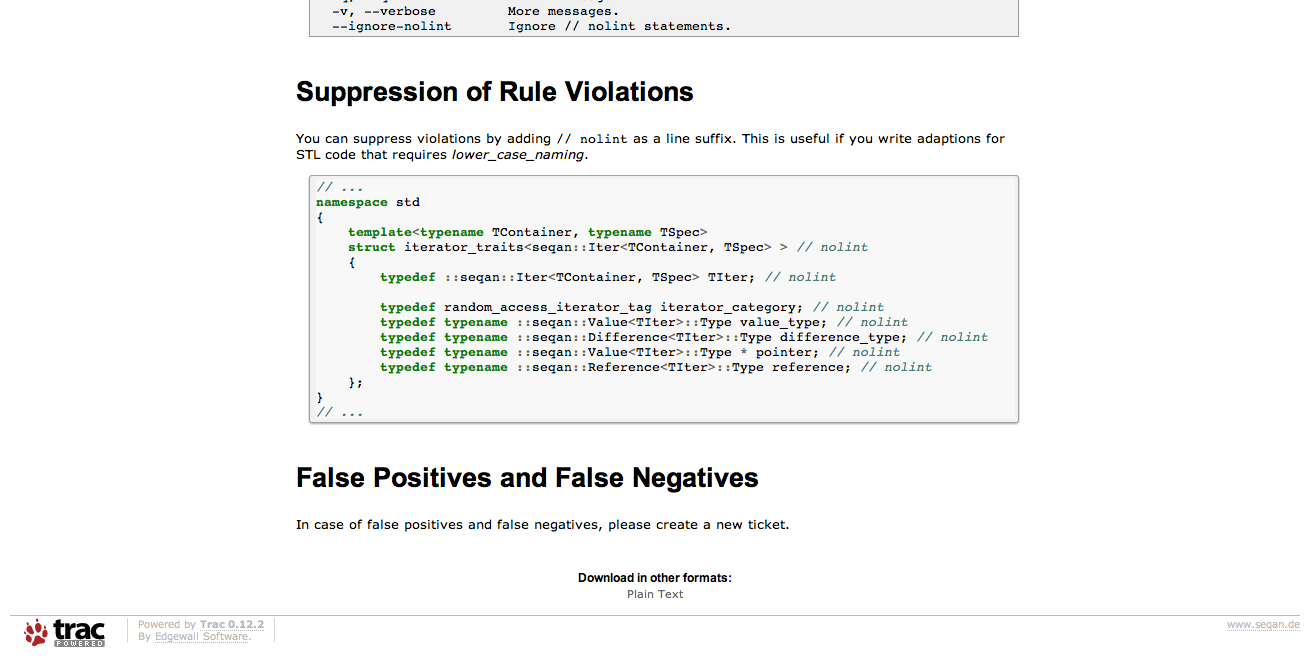 -v, --verbose         More messages.
--ignore-nolint       Ignore // nolint statements.
Suppression of Rule Violations
You can suppress violations by adding // nolint as a line suffix. This is useful if you write adaptions for
STL code that requires lower_case_naming.
// ...
namespace std
{
    template<typename TContainer, typename TSpec>
    struct iterator_traits<seqan::Iter<TContainer, TSpec> > // nolint
    {
        typedef ::seqan::Iter<TContainer, TSpec> TIter; // nolint

        typedef random_access_iterator_tag iterator_category; // nolint
        typedef typename ::seqan::Value<TIter>::Type value_type; // nolint
        typedef typename ::seqan::Difference<TIter>::Type difference_type; // nolint
        typedef typename ::seqan::Value<TIter>::Type * pointer; // nolint
        typedef typename ::seqan::Reference<TIter>::Type reference; // nolint
    };
}
// ...
False Positives and False Negatives
In case of false positives and false negatives, please create a new ticket.
Download in other formats:
Plain Text
trac
POWERED
Powered by Trac 0.12.2
By Edgewall Software.
www.seqan.de